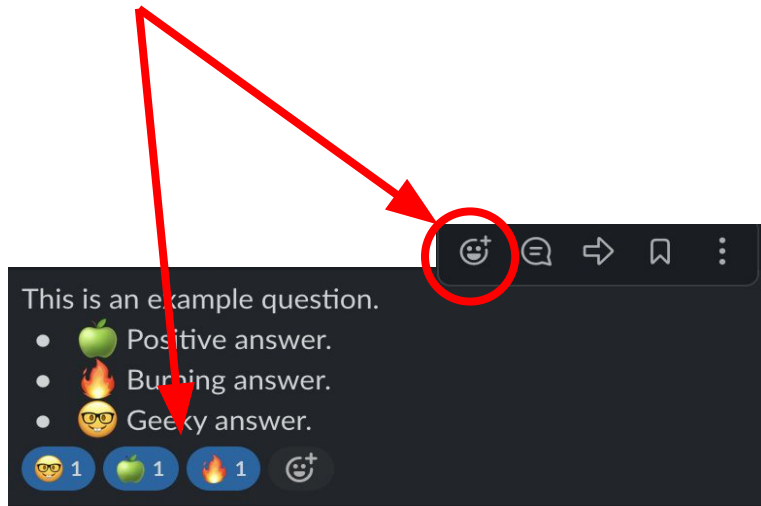 This is an example question.
● 🍏 Positive answer.
● 🔥 Burning answer.
● 🤓 Geeky answer.
🤓 1 🍏 1 🔥 1